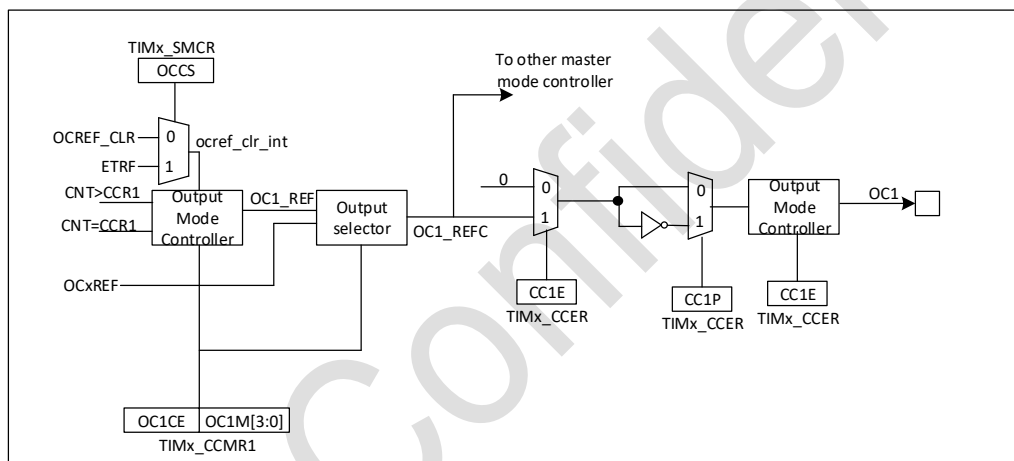 TIMx_SMCR
OCCS
To other master
mode controller
OCREF_CLR
0
ocref_clr_int
ETRF
1
CNT>CCR1
CNT=CCR1
Output
Mode
Controller
OC1_REF
Output
selector
OC1_REFC
OCxREF
0
0
1
CC1E
TIMx_CCER
0
1
CC1P
TIMx_CCER
Output
Mode
Controller
CC1E
TIMx_CCER
OC1
OC1CE
OC1M[3:0]
TIMx_CCMR1